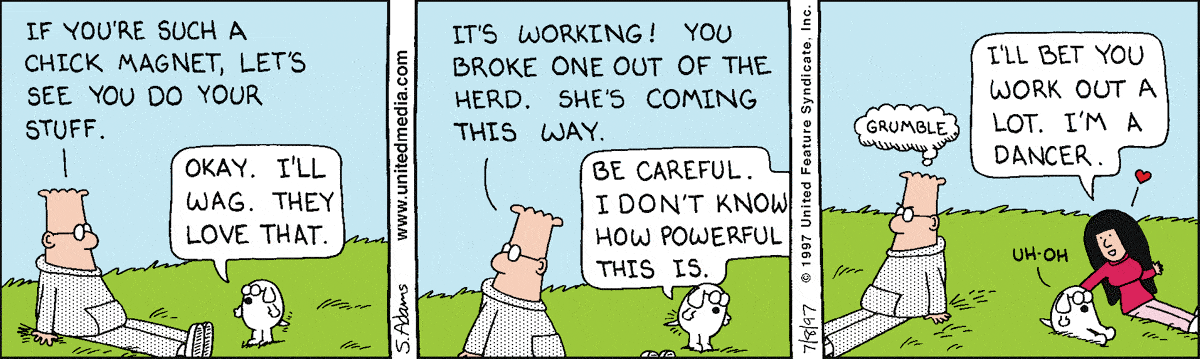 IF YOU'RE SUCH A
CHICK MAGNET, LET'S
SEE YOU DO YOUR
STUFF.
OKAY. I'LL
WAG. THEY
LOVE THAT.
S. Adams
www.unitedmedia.com
IT'S WORKING! YOU
BROKE ONE OUT OF THE
HERD. SHE'S COMING
THIS WAY.
BE CAREFUL.
I DON'T KNOW
HOW POWERFUL
THIS IS.
7/8/97
© 1997 United Feature Syndicate, Inc.
GRUMBLE
I'LL BET YOU
WORK OUT A
LOT. I'M A
DANCER.
UH-OH